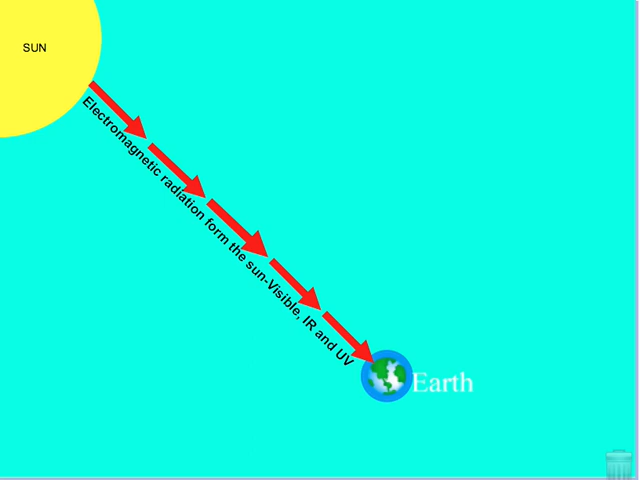 SUN
Electromagnetic radiation form the sun-Visible, IR and UV
Earth